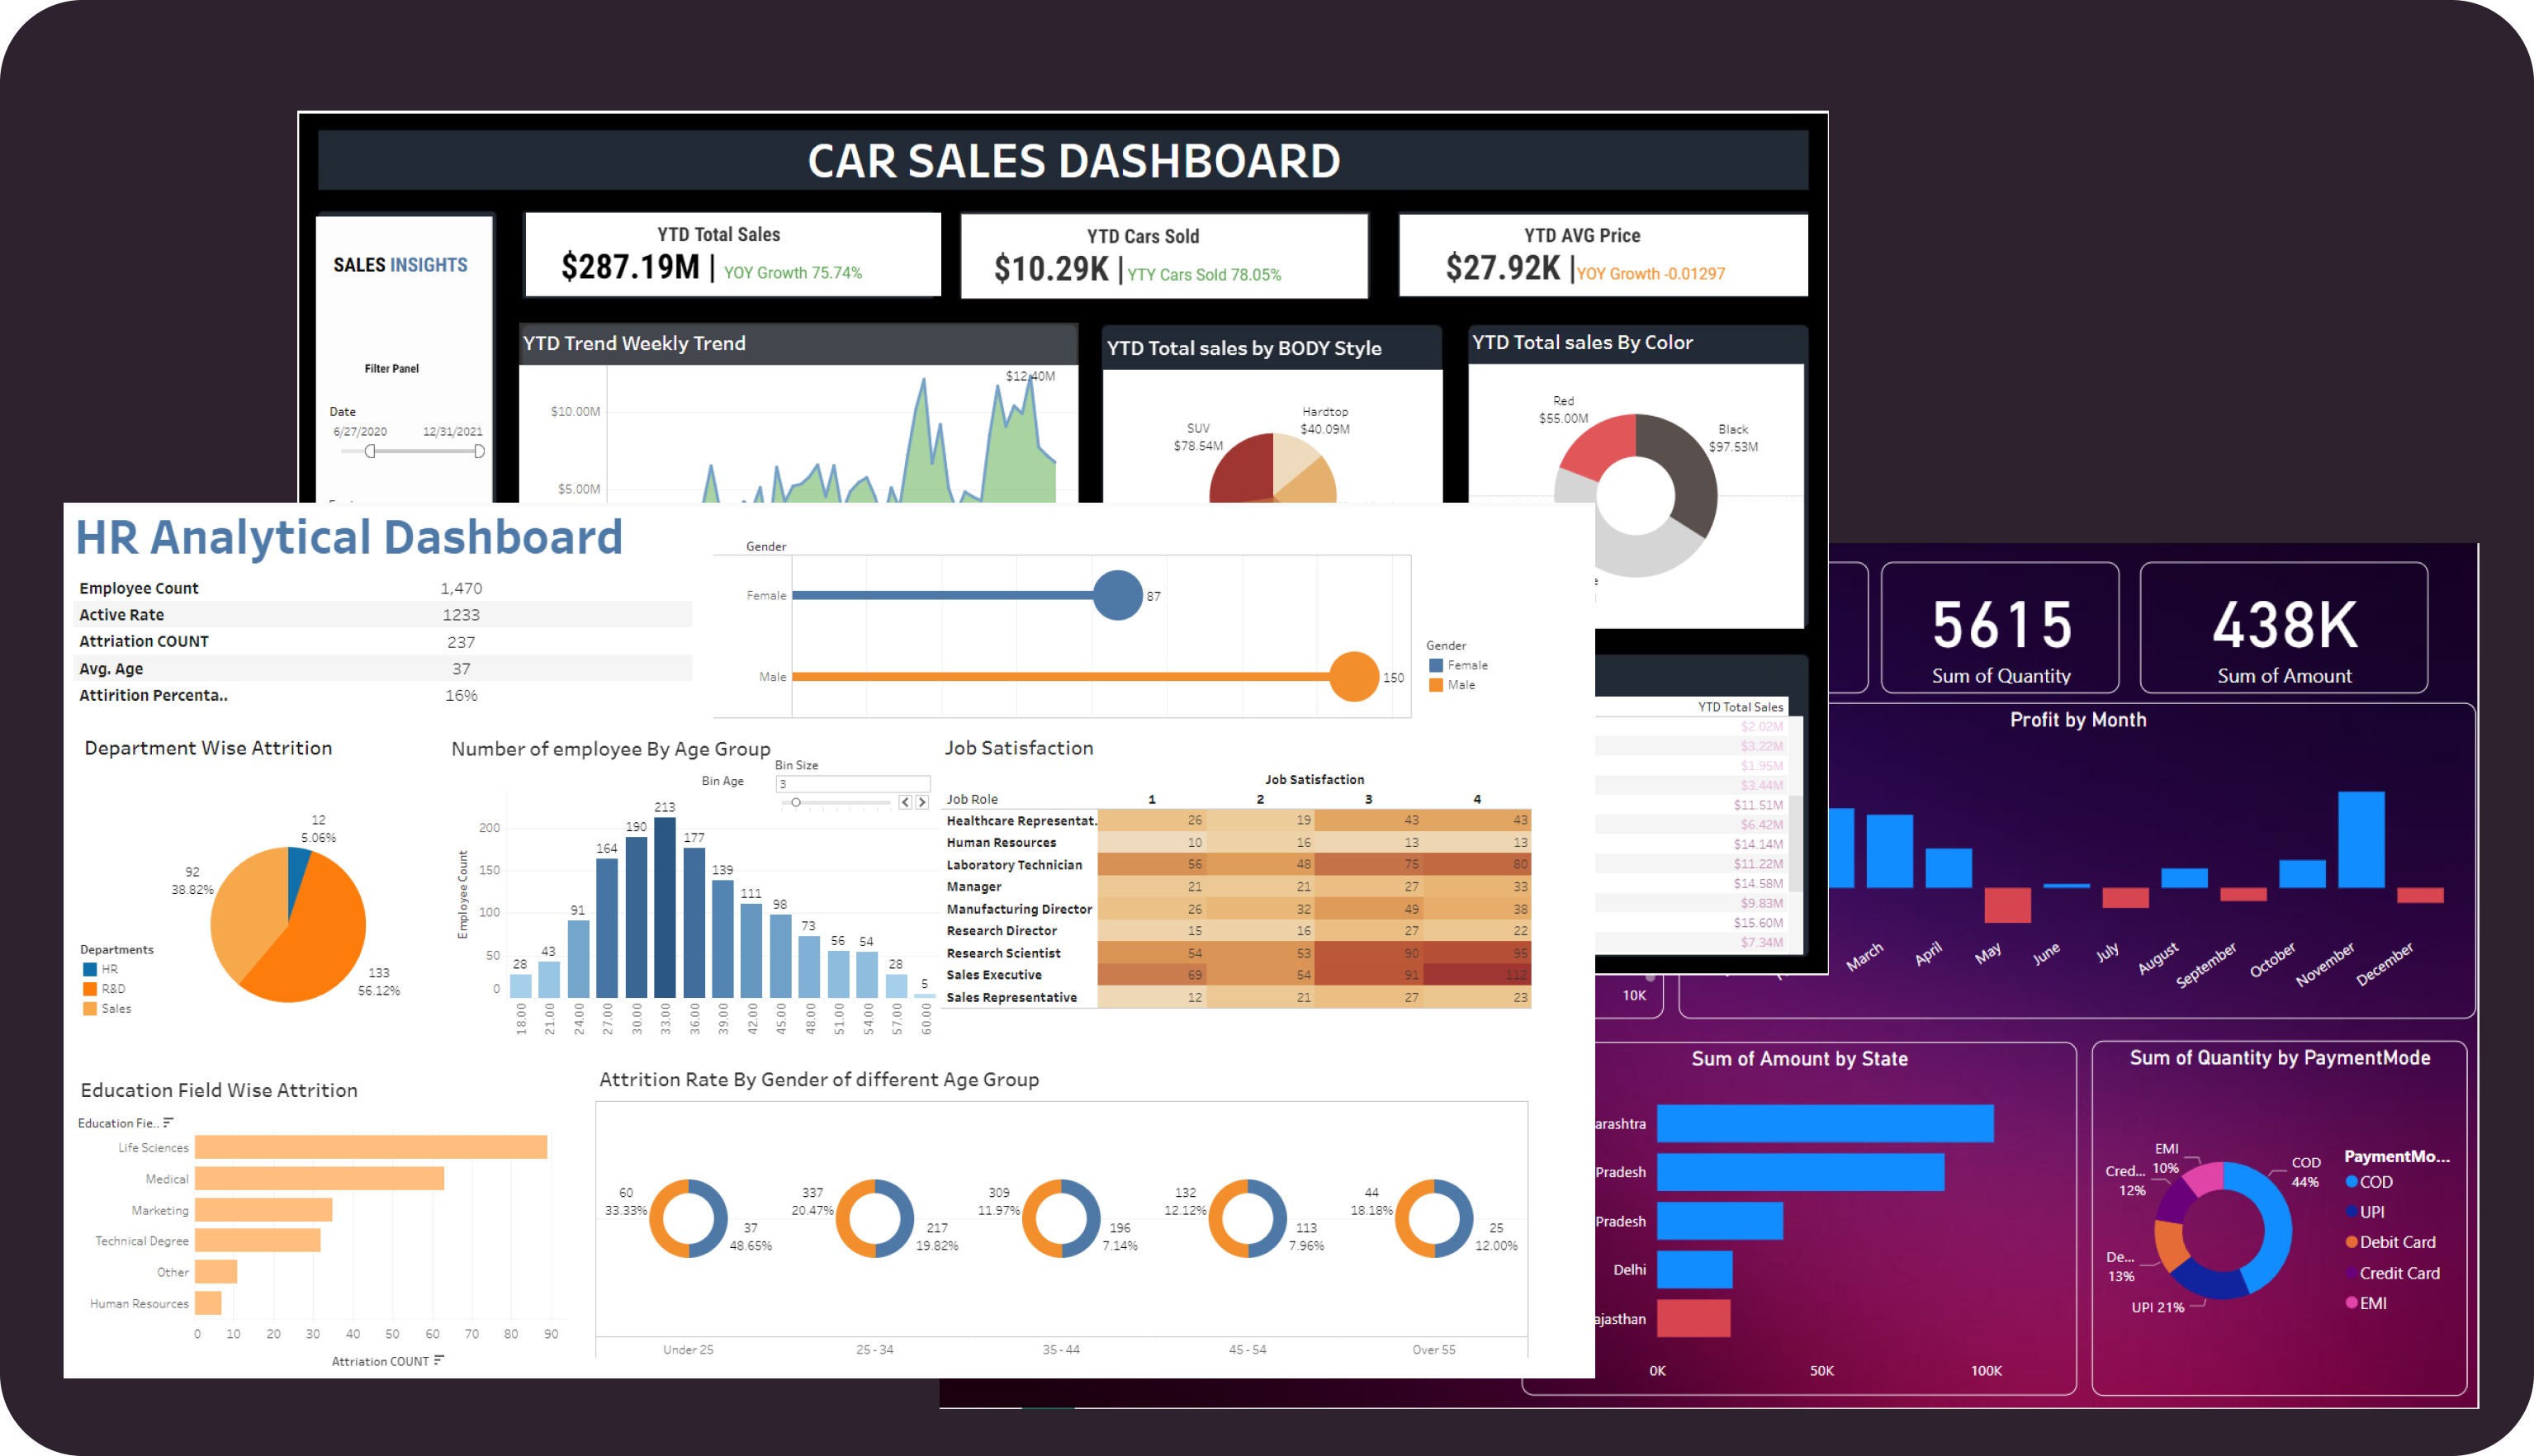 CAR SALES DASHBOARD
SALES INSIGHTS
Filter Panel
Date
6/27/2020 12/31/2021
YTD Total Sales
$287.19M | YOY Growth 75.74%
YTD Cars Sold
$10.29K | YTY Cars Sold 78.05%
YTD AVG Price
$27.92K | YOY Growth -0.01297
YTD Trend Weekly Trend
$12.40M
$10.00M
$5.00M
YTD Total sales by BODY Style
SUV
$78.54M
Hardtop
$40.09M
YTD Total sales By Color
Red
$55.00M
Black
$97.53M
YTD Total Sales
$2.02M
$3.22M
$1.95M
$3.44M
$11.51M
$6.42M
$14.14M
$11.22M
$14.58M
$9.83M
$15.60M
$7.34M
HR Analytical Dashboard
Employee Count 1,470
Active Rate 1233
Attriation COUNT 237
Avg. Age 37
Attirition Percenta.. 16%
Gender
Female 87
Male 150
Gender
Female
Male
Department Wise Attrition
12
5.06%
92
38.82%
133
56.12%
Departments
HR
R&D
Sales
Number of employee By Age Group
Bin Size
Bin Age 3
Employee Count
200
150
100
50
0
28 43 91 164 190 213 177 139 111 98 73 56 54 28 5
18.00 21.00 24.00 27.00 30.00 33.00 36.00 39.00 42.00 45.00 48.00 51.00 54.00 57.00 60.00
Job Satisfaction
Job Satisfaction
Job Role 1 2 3 4
Healthcare Representat. 26 19 43 43
Human Resources 10 16 13 13
Laboratory Technician 56 48 75 80
Manager 21 21 27 33
Manufacturing Director 26 32 49 38
Research Director 15 16 27 22
Research Scientist 54 53 90 95
Sales Executive 69 54 91 112
Sales Representative 12 21 27 23
Education Field Wise Attrition
Education Fie..
Life Sciences
Medical
Marketing
Technical Degree
Other
Human Resources
0 10 20 30 40 50 60 70 80 90
Attriation COUNT
Attrition Rate By Gender of different Age Group
60
33.33%
37
48.65%
337
20.47%
217
19.82%
309
11.97%
196
7.14%
132
12.12%
113
7.96%
44
18.18%
25
12.00%
Under 25 25 - 34 35 - 44 45 - 54 Over 55
5615
Sum of Quantity
438K
Sum of Amount
Profit by Month
March April May June July August September October November December
10K
Sum of Amount by State
arashtra
Pradesh
Pradesh
Delhi
ajasthan
0K 50K 100K
Sum of Quantity by PaymentMode
EMI
10%
Cred...
12%
De...
13%
UPI 21%
COD
44%
PaymentMo...
COD
UPI
Debit Card
Credit Card
EMI